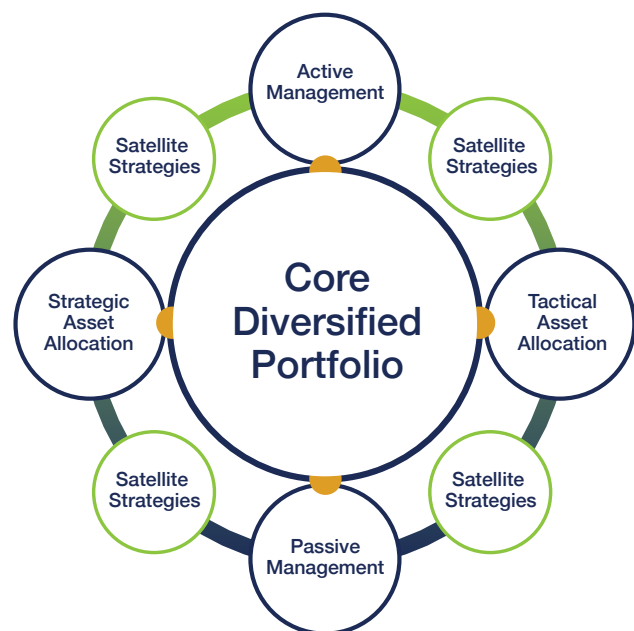 Active
Management
Satellite
Strategies
Satellite
Strategies
Strategic
Asset
Allocation
Core
Diversified
Portfolio
Tactical
Asset
Allocation
Satellite
Strategies
Satellite
Strategies
Passive
Management